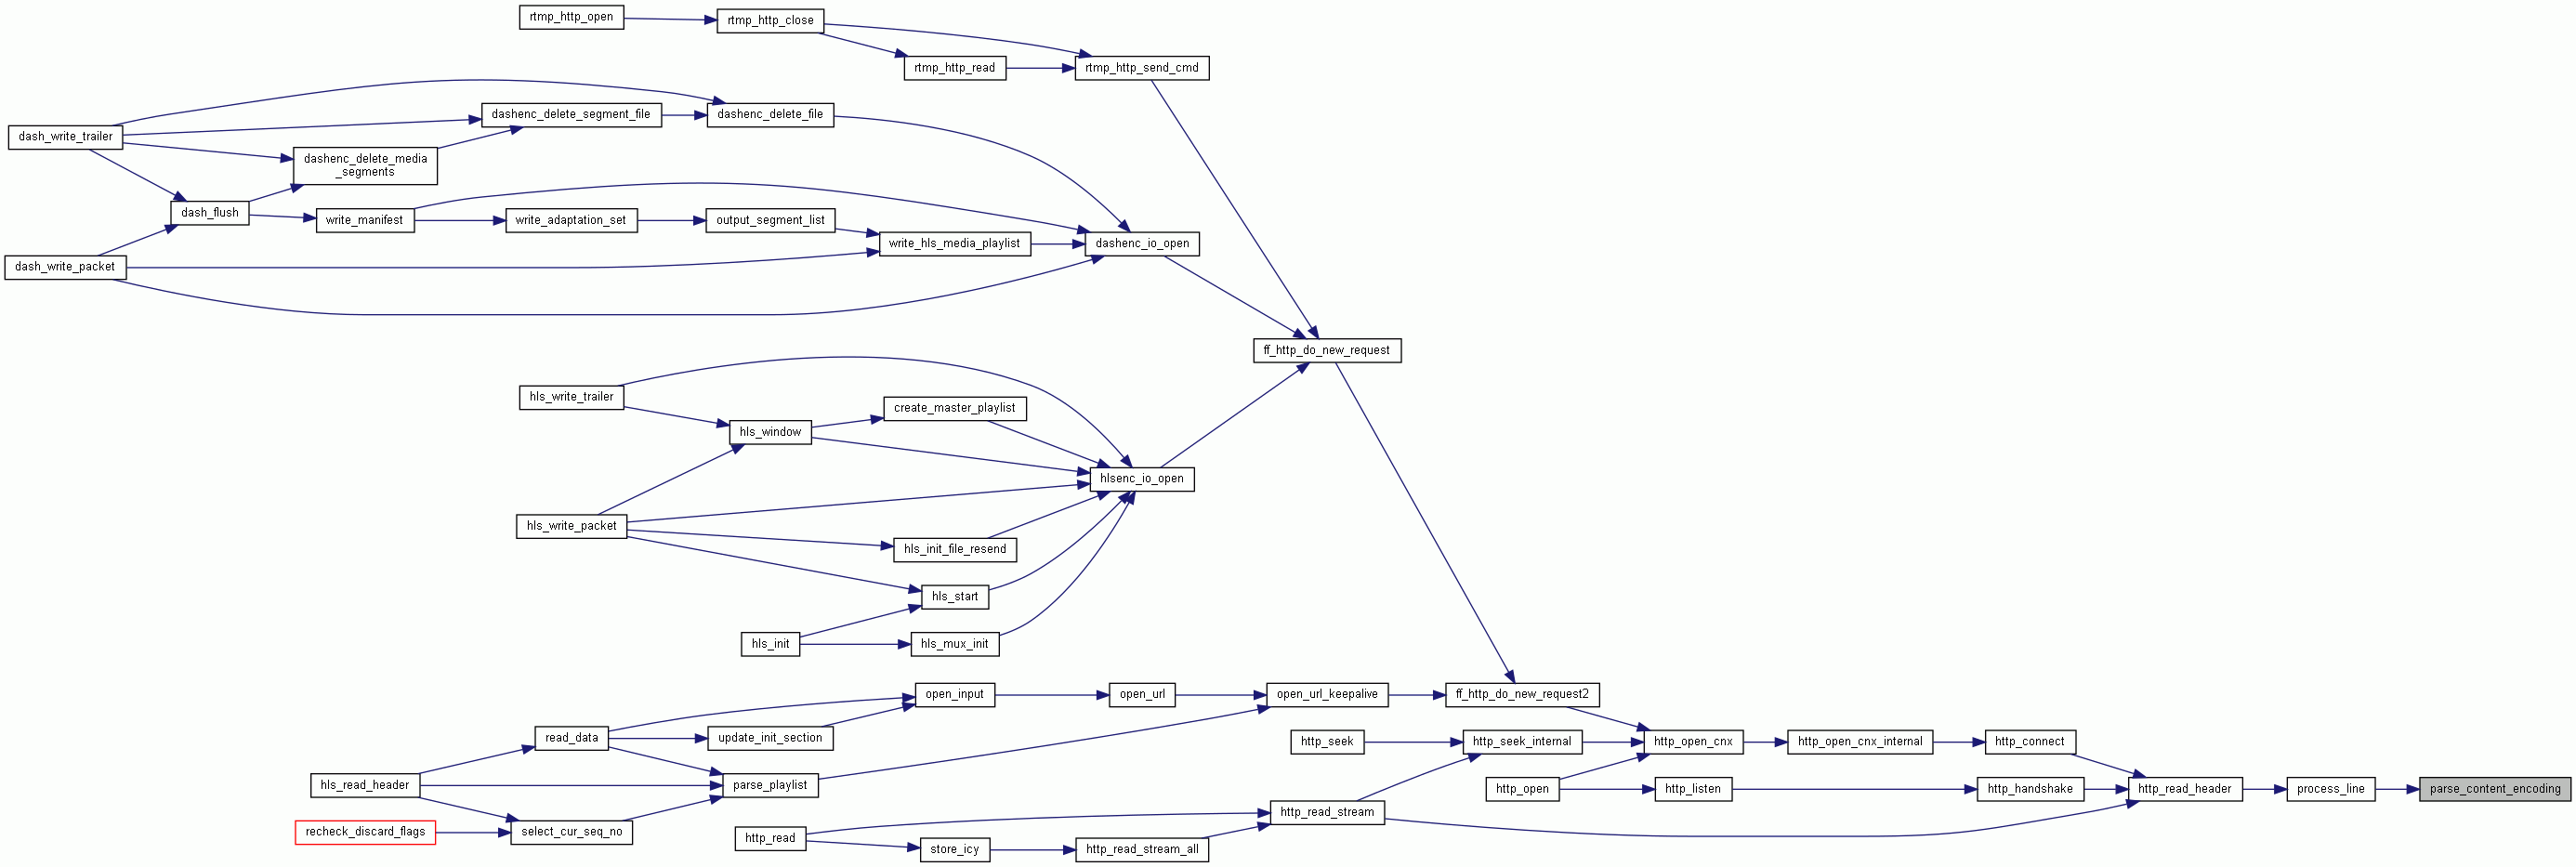 rtmp_http_open
rtmp_http_close
rtmp_http_read
rtmp_http_send_cmd
dash_write_trailer
dashenc_delete_segment_file
dashenc_delete_file
dashenc_delete_media
_segments
dash_flush
write_manifest
write_adaptation_set
output_segment_list
write_hls_media_playlist
dashenc_io_open
dash_write_packet
ff_http_do_new_request
hls_write_trailer
create_master_playlist
hls_window
hlsenc_io_open
hls_write_packet
hls_init_file_resend
hls_start
hls_init
hls_mux_init
open_input
open_url
open_url_keepalive
ff_http_do_new_request2
read_data
update_init_section
http_seek
http_seek_internal
http_open_cnx
http_open_cnx_internal
http_connect
hls_read_header
parse_playlist
http_open
http_listen
http_handshake
http_read_header
process_line
parse_content_encoding
recheck_discard_flags
select_cur_seq_no
http_read_stream
http_read
store_icy
http_read_stream_all